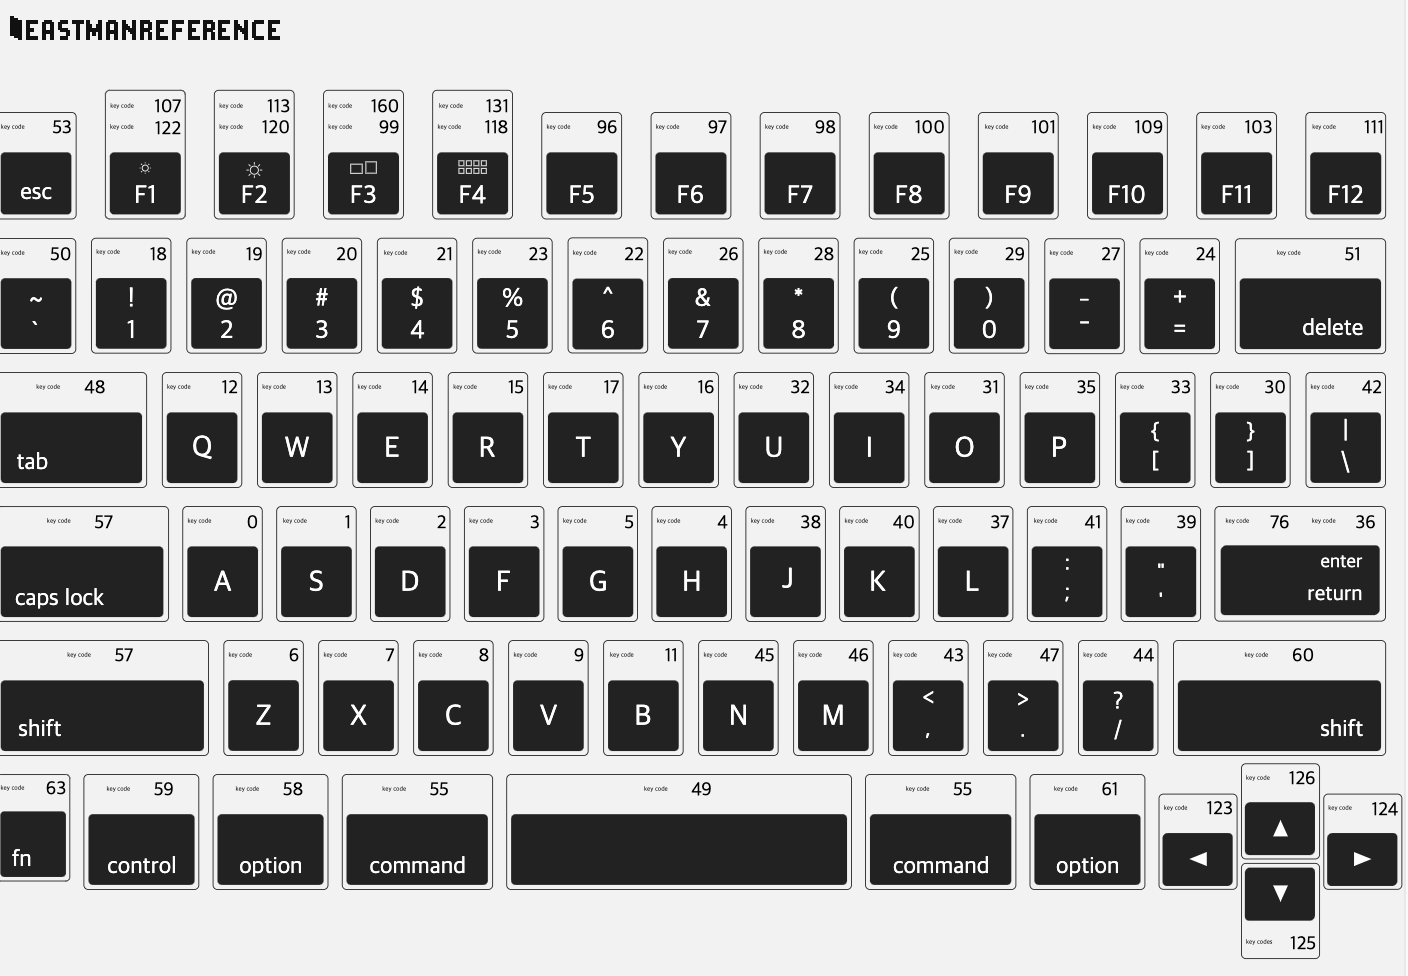 EASTMANREFERENCE
key code 107 key code 113 key code 160 key code 131
key code 53 key code 122 key code 120 key code 99 key code 118 key code 96 key code 97 key code 98 key code 100 key code 101 key code 109 key code 103 key code 111
esc F1 F2 F3 F4 F5 F6 F7 F8 F9 F10 F11 F12
key code 50 key code 18 key code 19 key code 20 key code 21 key code 23 key code 22 key code 26 key code 28 key code 25 key code 29 key code 27 key code 24 key code 51
~ ! @ # $ % ^ & * ( ) – +
` 1 2 3 4 5 6 7 8 9 0 - = delete
key code 48 key code 12 key code 13 key code 14 key code 15 key code 17 key code 16 key code 32 key code 34 key code 31 key code 35 key code 33 key code 30 key code 42
{ } |
tab Q W E R T Y U I O P [ ] \
key code 57 key code 0 key code 1 key code 2 key code 3 key code 5 key code 4 key code 38 key code 40 key code 37 key code 41 key code 39 key code 76 key code 36
: " enter
caps lock A S D F G H J K L ; ' return
key code 57 key code 6 key code 7 key code 8 key code 9 key code 11 key code 45 key code 46 key code 43 key code 47 key code 44 key code 60
< > ?
shift Z X C V B N M , . / shift
key code 63 key code 59 key code 58 key code 55 key code 49 key code 55 key code 61 key code 123 key code 126 key code 124
fn control option command command option ◀ ▲ ▶
▼
key codes 125